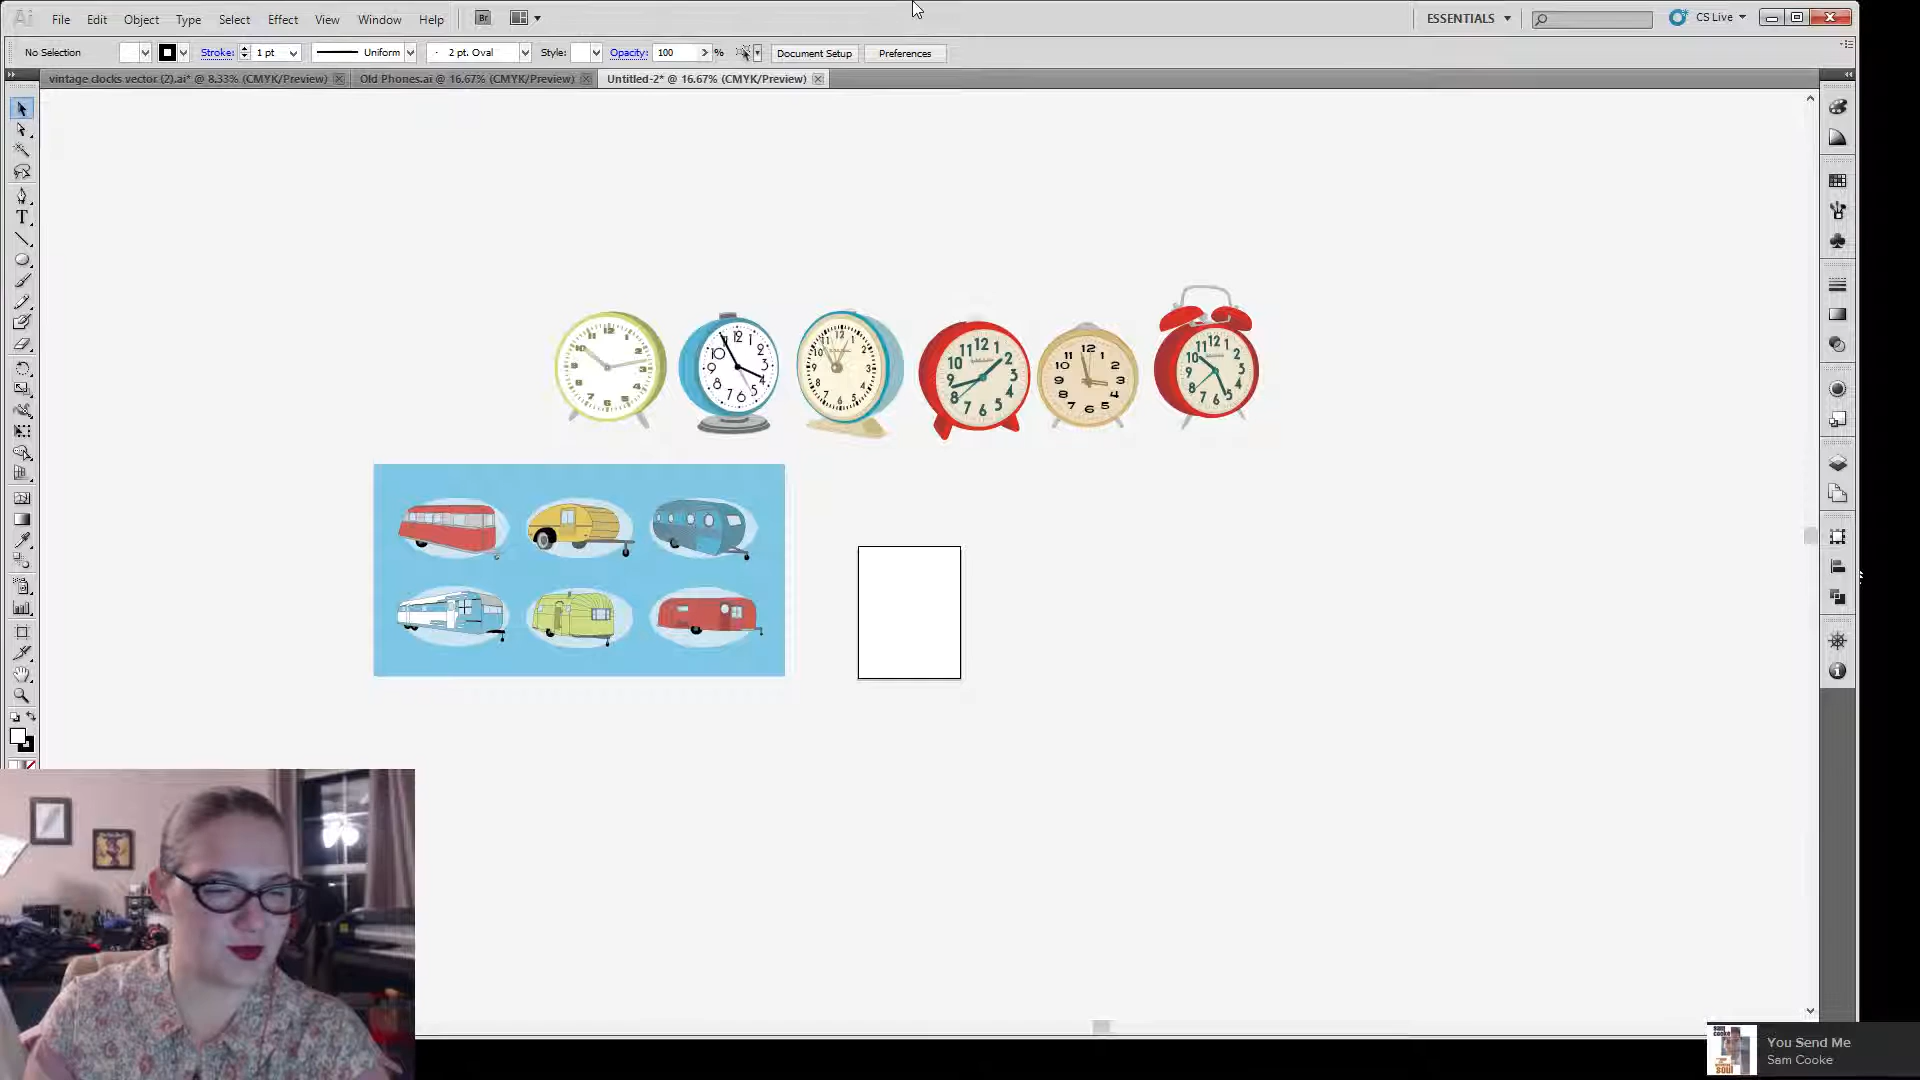 Ai File Edit Object Type Select Effect View Window Help Br ESSENTIALS CS Live
No Selection Stroke: 1 pt Uniform 2 pt. Oval Style: Opacity: 100 % Document Setup Preferences
vintage clocks vector (2).ai* @ 8.33% (CMYK/Preview) Old Phones.ai @ 16.67% (CMYK/Preview) Untitled-2* @ 16.67% (CMYK/Preview)
You Send Me
Sam Cooke